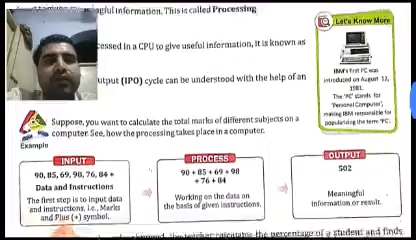 gful information. This is called Processing
cessed in a CPU to give useful information, it is known as
utput (IPO) cycle can be understood with the help of an
Let's Know More
IBM's first PC was
introduced on August 12,
1981.
The 'PC' stands for
'Personal Computer',
making IBM responsible for
popularising the term 'PC'.
Example
Suppose, you want to calculate the total marks of different subjects on a
computer. See, how the processing takes place in a computer.
INPUT
90, 85, 69, 98, 76, 84 +
Data and Instructions
The first step is to input data
and instructions, i.e., Marks
and Plus (+) symbol.
PROCESS
90 + 85 + 69 + 98
+ 76 + 84
Working on the data on
the basis of given instructions.
OUTPUT
502
Meaningful
information or result.
the teacher calculates the percentage of a student and finds